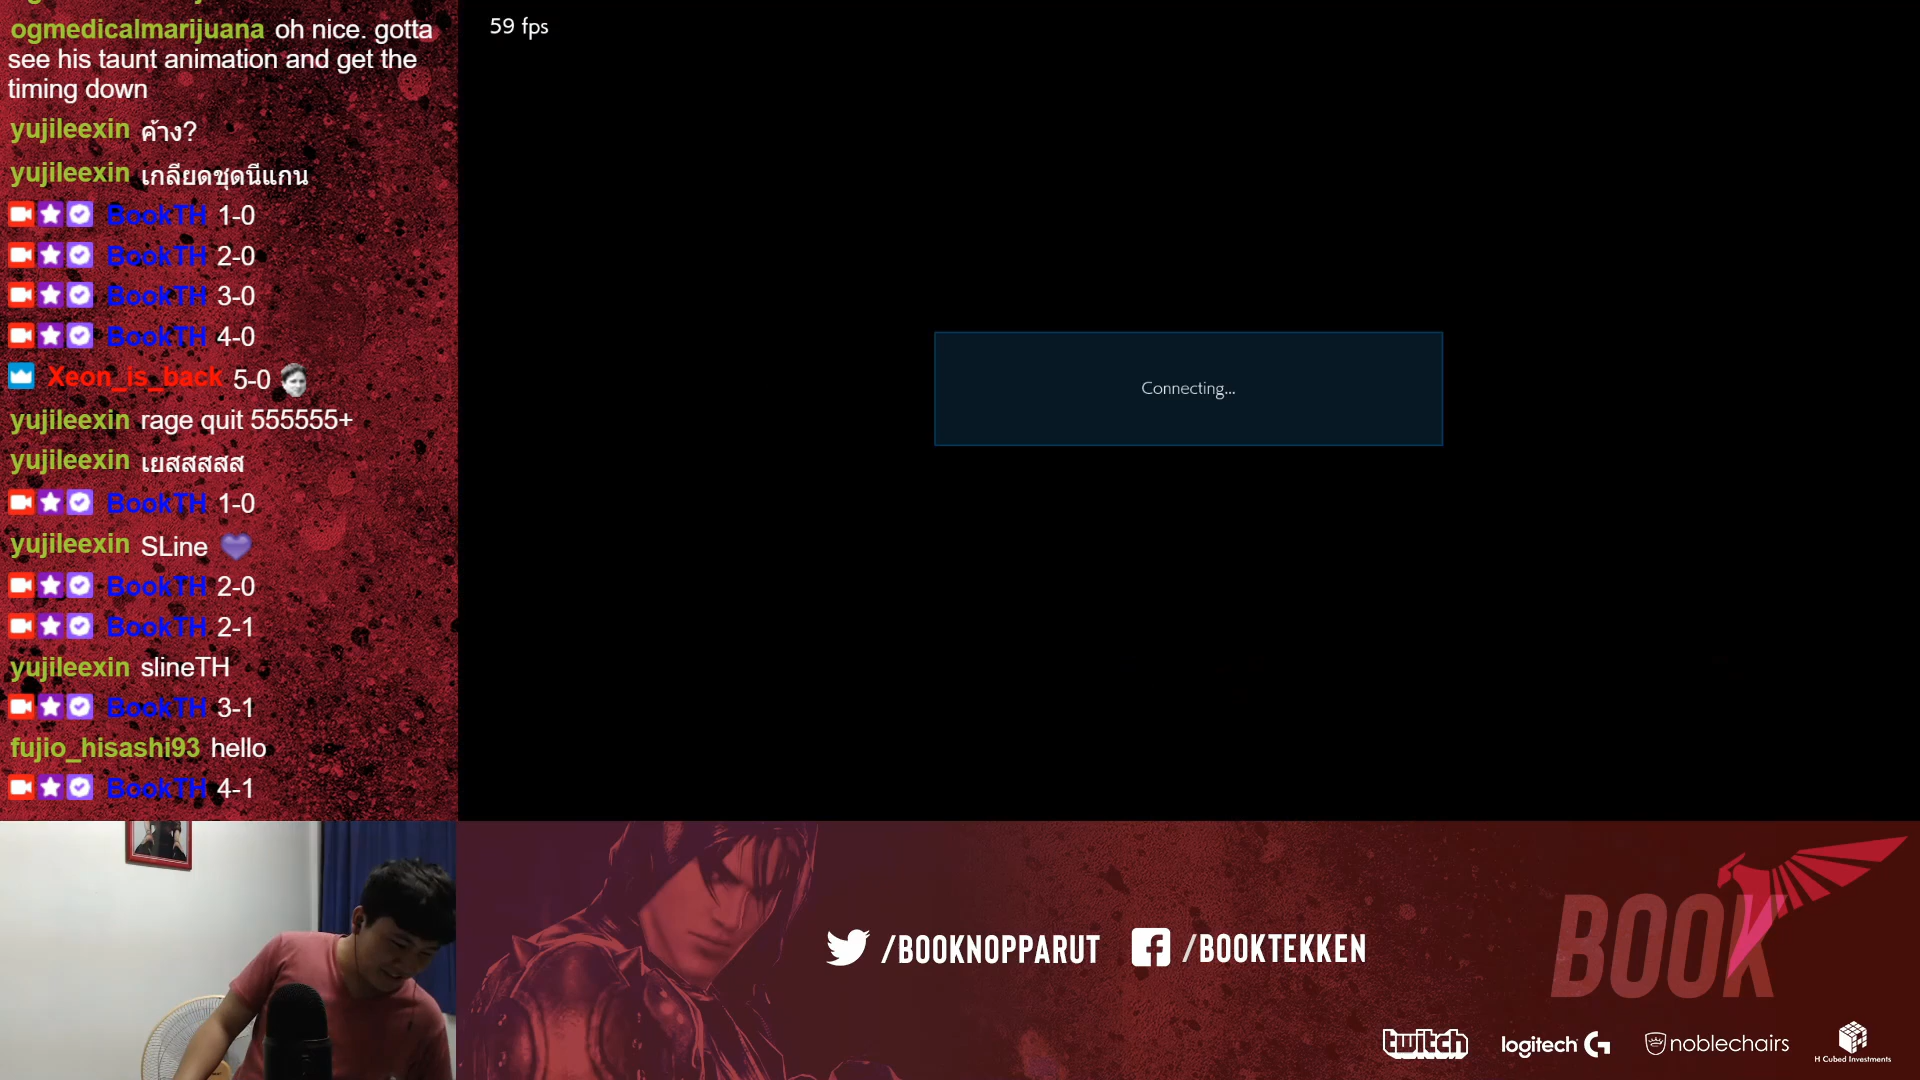 ogmedicalmarijuana oh nice. gotta
see his taunt animation and get the
timing down
yujileexin ค้าง?
yujileexin เกลียดชุดนี้แกน
BookTH 1-0
BookTH 2-0
BookTH 3-0
BookTH 4-0
Xeon_is_back 5-0
yujileexin rage quit 555555+
yujileexin เยสสสสส
BookTH 1-0
yujileexin SLine
BookTH 2-0
BookTH 2-1
yujileexin slineTH
BookTH 3-1
fujio_hisashi93 hello
BookTH 4-1
59 fps
Connecting...
/BOOKNOPPARUT
/BOOKTEKKEN
BOOK
twitch
logitech G
noblechairs
H Cubed Investments